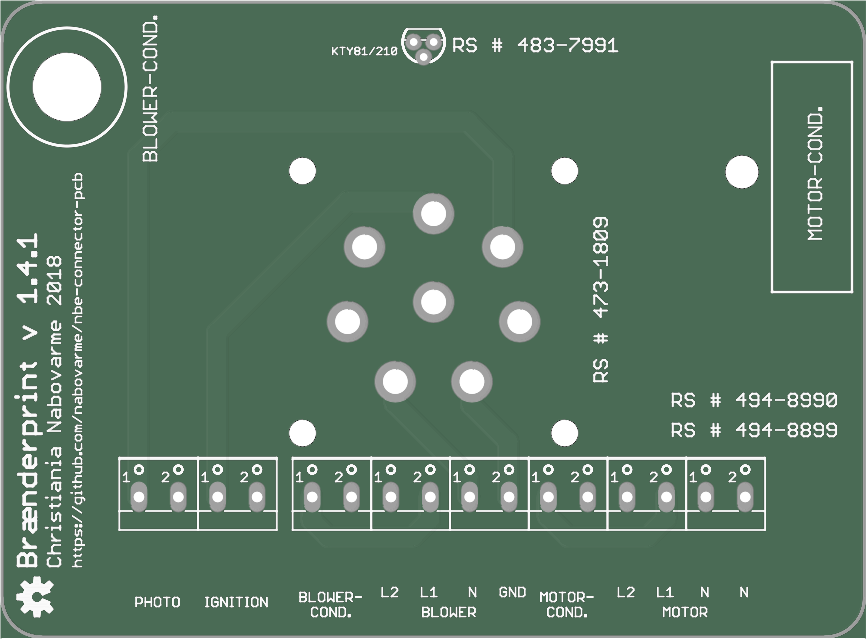 BLOWER-COND.
KTY81/210
RS # 483-7991
MOTOR-COND.
RS # 473-1809
RS # 494-8990
RS # 494-8899
Brænderprint v 1.4.1
Christiania Nabovarme 2018
https://github.com/nabovarme/nbe-connector-pcb
1 2 1 2 1 2 1 2 1 2 1 2 1 2 1 2
PHOTO IGNITION
BLOWER-
COND.
L2 L1 N GND
BLOWER
MOTOR-
COND.
L2 L1 N N
MOTOR